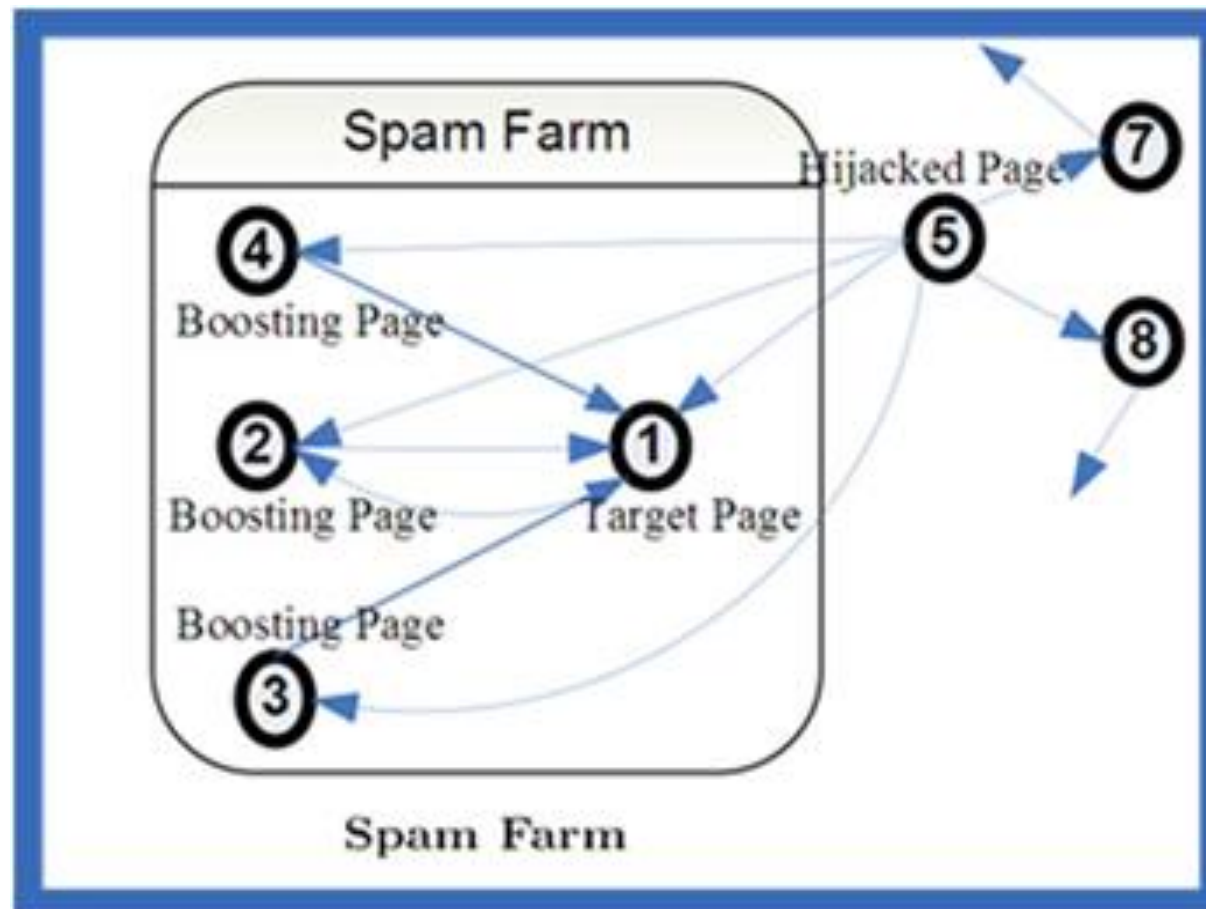 Spam Farm
7
Hijacked Page
5
4
Boosting Page
8
2
1
Boosting Page
Target Page
Boosting Page
3
Spam Farm